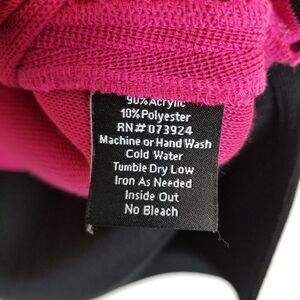 90% Acrylic
10% Polyester
RN# 073924
Machine or Hand Wash
Cold Water
Tumble Dry Low
Iron As Needed
Inside Out
No Bleach